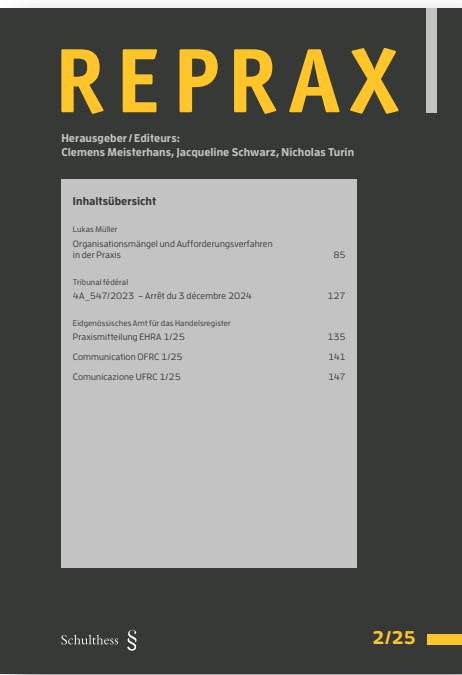 REPRAX
Herausgeber / Editeurs:
Clemens Meisterhans, Jacqueline Schwarz, Nicholas Turin
Inhaltsübersicht
Lukas Müller
Organisationsmängel und Aufforderungsverfahren
in der Praxis 85
Tribunal fédéral
4A_547/2023 – Arrêt du 3 décembre 2024 127
Eidgenössisches Amt für das Handelsregister
Praxismitteilung EHRA 1/25 135
Communication OFRC 1/25 141
Comunicazione UFRC 1/25 147
Schulthess § 2/25